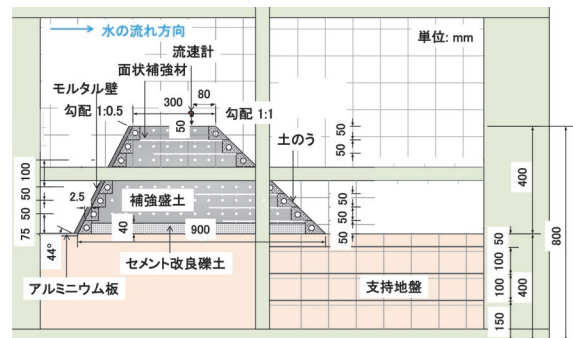 水の流れ方向
単位: mm
流速計
面状補強材
80
モルタル壁
300
勾配 1:0.5
勾配 1:1
50
土のう
50
50
100
50
50
75
2.5
補強盛土
40
900
50
50
50
44°
セメント改良礫土
アルミニウム板
支持地盤
400
800
50
100
100
150
400